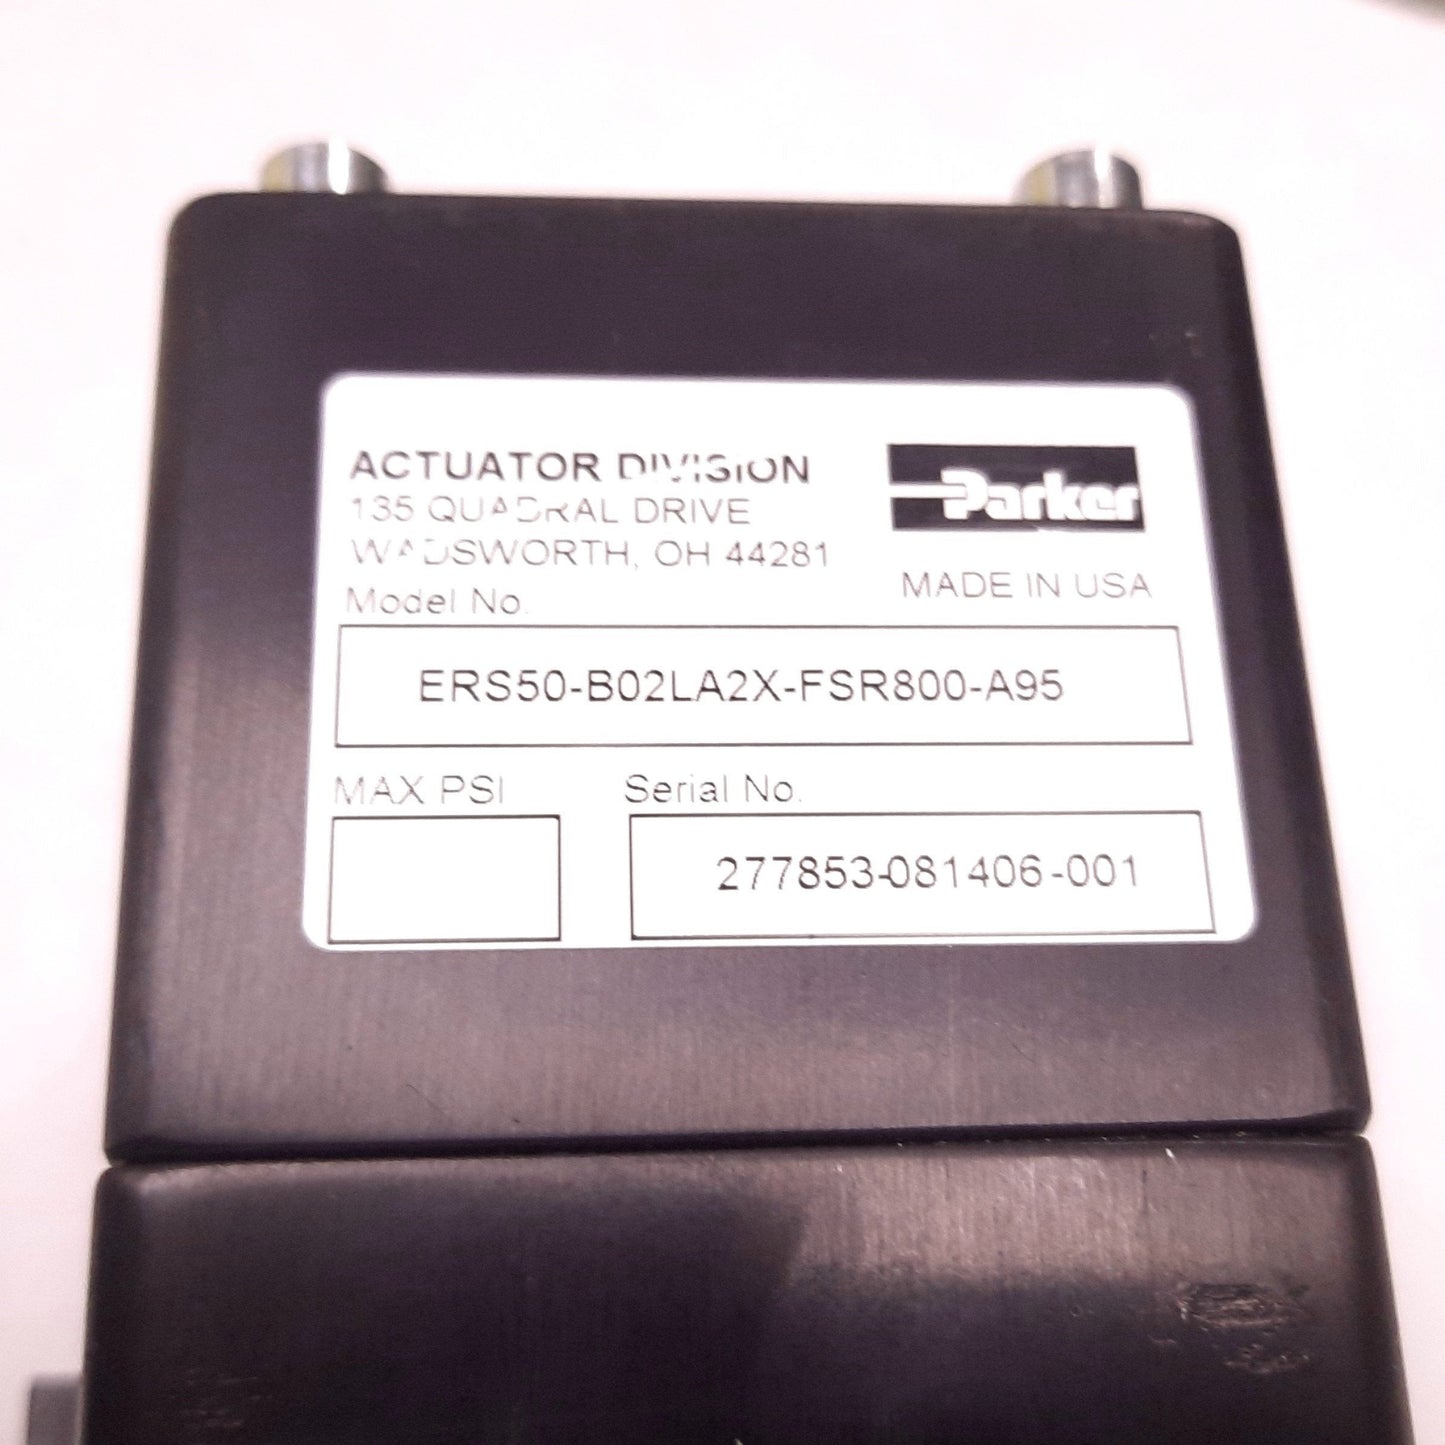 ACTUATOR DIVISION
135 QUADRAL DRIVE
WADSWORTH, OH 44281
Parker
MADE IN USA
Model No.
ERS50-B02LA2X-FSR800-A95
MAX PSI
Serial No.
277853-081406-001